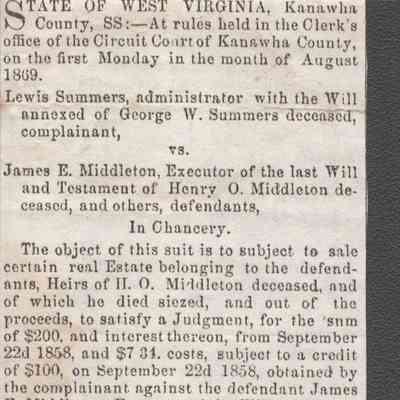 STATE OF WEST VIRGINIA, Kanawha
County, SS:—At rules held in the Clerk's
office of the Circuit Court of Kanawha County,
on the first Monday in the month of August
1869.
Lewis Summers, administrator with the Will
annexed of George W. Summers deceased,
complainant,
vs.
James E. Middleton, Executor of the last Will
and Testament of Henry O. Middleton de-
ceased, and others, defendants,
In Chancery.
The object of this suit is to subject to sale
certain real Estate belonging to the defend-
ants, Heirs of H. O. Middleton deceased, and
of which he died siezed, and out of the
proceeds, to satisfy a Judgment, for the 'snm
of $200. and interest thereon, from September
22d 1858, and $7 34. costs, subject to a credit
of $100, on September 22d 1858, obtained by
the complainant against the defendant James